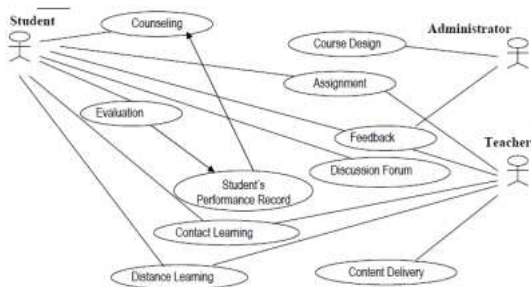 Student
Counseling
Administrator
Course Design
Assignment
Evaluation
Feedback
Teacher
Discussion Forum
Student's
Performance Record
Contact Learning
Distance Learning
Content Delivery